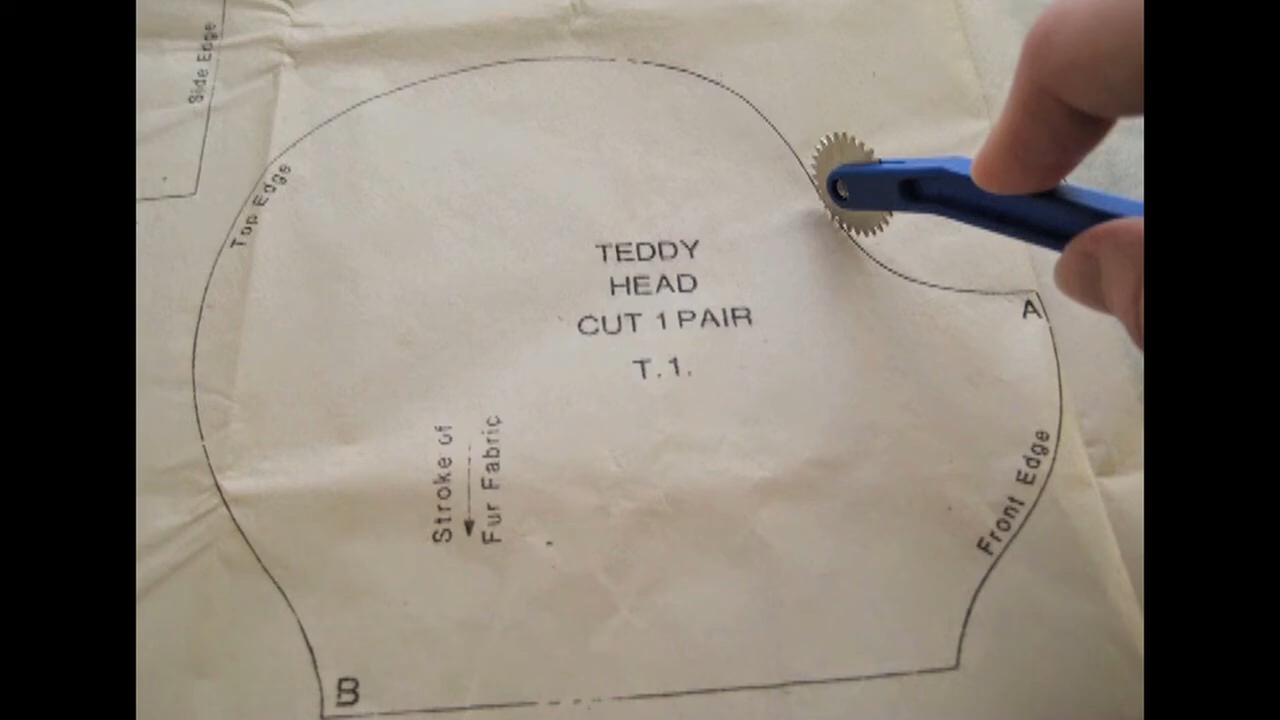 Side Edge
Top Edge
TEDDY
HEAD
CUT 1 PAIR
T.1.
A
Stroke of
Fur Fabric
Front Edge
B